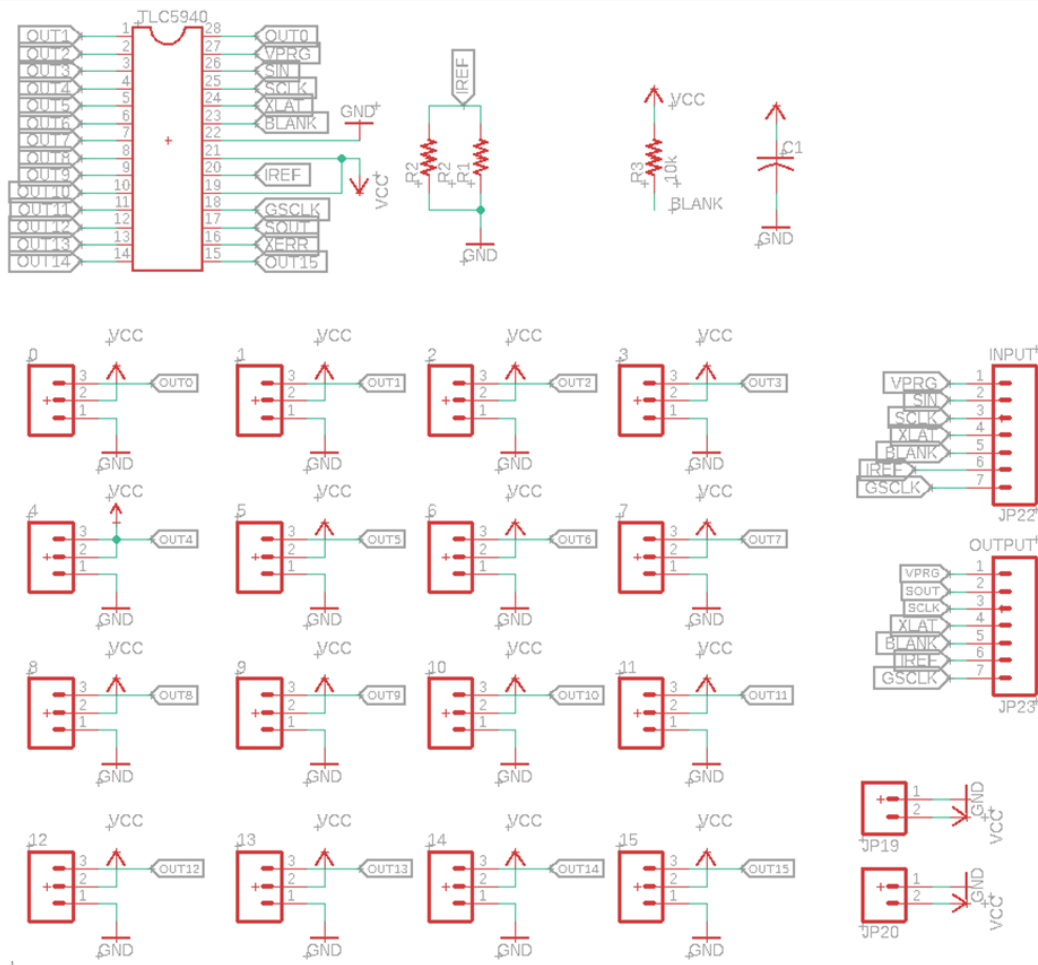 TLC5940
OUT1 1 28 OUT0
OUT2 2 27 VPRG
OUT3 3 26 SIN
OUT4 4 25 SCLK
OUT5 5 24 XLAT
OUT6 6 23 BLANK
OUT7 7 22 GND
OUT8 8 21 VCC
OUT9 9 20 IREF
OUT10 10 19
OUT11 11 18 GSCLK
OUT12 12 17 SOUT
OUT13 13 16 XERR
OUT14 14 15 OUT15
IREF
R2 R2 R1
GND
VCC
R3 10k
BLANK
C1
GND
0 VCC 1 VCC 2 VCC 3 VCC
3 OUT0 3 OUT1 3 OUT2 3 OUT3
2 2 2 2
1 1 1 1
GND GND GND GND
4 VCC 5 VCC 6 VCC 7 VCC
3 OUT4 3 OUT5 3 OUT6 3 OUT7
2 2 2 2
1 1 1 1
GND GND GND GND
8 VCC 9 VCC 10 VCC 11 VCC
3 OUT8 3 OUT9 3 OUT10 3 OUT11
2 2 2 2
1 1 1 1
GND GND GND GND
12 VCC 13 VCC 14 VCC 15 VCC
3 OUT12 3 OUT13 3 OUT14 3 OUT15
2 2 2 2
1 1 1 1
GND GND GND GND
INPUT
VPRG 1
SIN 2
SCLK 3
XLAT 4
BLANK 5
IREF 6
GSCLK 7
JP22
OUTPUT
VPRG 1
SOUT 2
SCLK 3
XLAT 4
BLANK 5
IREF 6
GSCLK 7
JP23
1 GND
2 VCC
JP19
1 GND
2 VCC
JP20